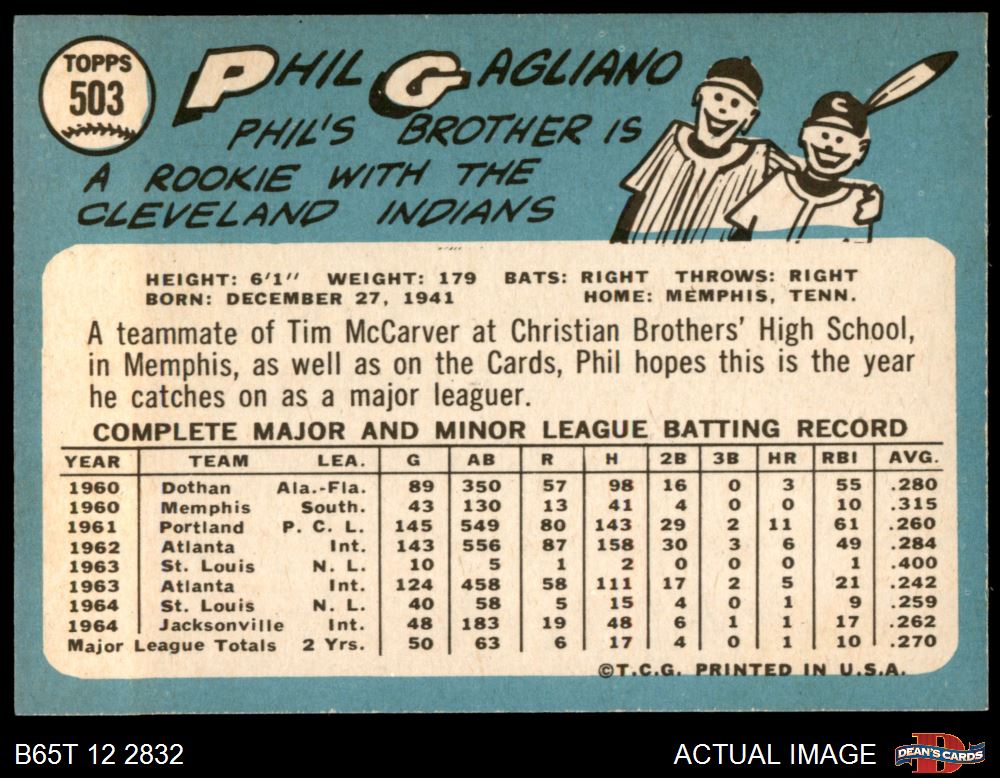 TOPPS
503
PHIL GAGLIANO
PHIL'S BROTHER IS
A ROOKIE WITH THE
CLEVELAND INDIANS
S
HEIGHT: 6'1" WEIGHT: 179 BATS: RIGHT THROWS: RIGHT
BORN: DECEMBER 27, 1941 HOME: MEMPHIS, TENN.
A teammate of Tim McCarver at Christian Brothers' High School,
in Memphis, as well as on the Cards, Phil hopes this is the year
he catches on as a major leaguer.
COMPLETE MAJOR AND MINOR LEAGUE BATTING RECORD
YEAR TEAM LEA. G AB R H 2B 3B HR RBI AVG.
1960 Dothan Ala.-Fla. 89 350 57 98 16 0 3 55 .280
1960 Memphis South. 43 130 13 41 4 0 0 10 .315
1961 Portland P. C. L. 145 549 80 143 29 2 11 61 .260
1962 Atlanta Int. 143 556 87 158 30 3 6 49 .284
1963 St. Louis N. L. 10 5 1 2 0 0 0 1 .400
1963 Atlanta Int. 124 458 58 111 17 2 5 21 .242
1964 St. Louis N. L. 40 58 5 15 4 0 1 9 .259
1964 Jacksonville Int. 48 183 19 48 6 1 1 17 .262
Major League Totals 2 Yrs. 50 63 6 17 4 0 1 10 .270
©T.C.G. PRINTED IN U.S.A.
B65T 12 2832
ACTUAL IMAGE
D
DEAN'S CARDS